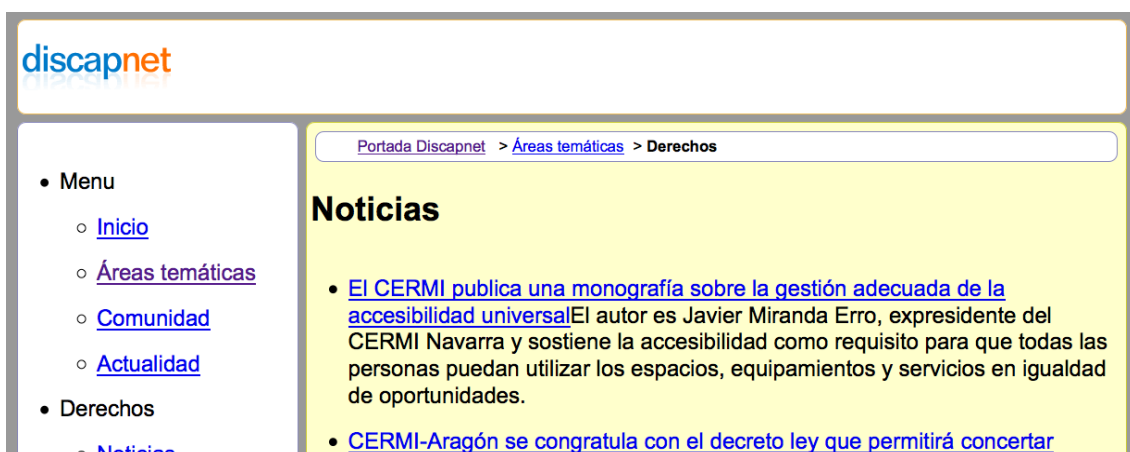 discapnet
Portada Discapnet > Áreas temáticas > Derechos
Menu
Inicio
Áreas temáticas
Comunidad
Actualidad
Derechos
Noticias
Noticias
El CERMI publica una monografía sobre la gestión adecuada de la
accesibilidad universalEl autor es Javier Miranda Erro, expresidente del
CERMI Navarra y sostiene la accesibilidad como requisito para que todas las
personas puedan utilizar los espacios, equipamientos y servicios en igualdad
de oportunidades.
CERMI-Aragón se congratula con el decreto ley que permitirá concertar